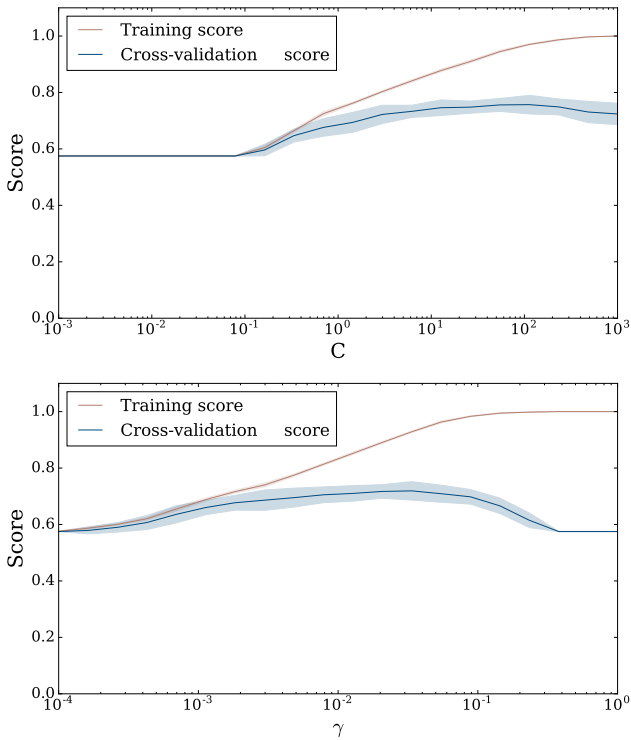 1.0
Training score
Cross-validation score
0.8
0.6
Score
0.4
0.2
0.0
10^-3 10^-2 10^-1 10^0 10^1 10^2 10^3
C
1.0
Training score
Cross-validation score
0.8
0.6
Score
0.4
0.2
0.0
10^-4 10^-3 10^-2 10^-1 10^0
γ